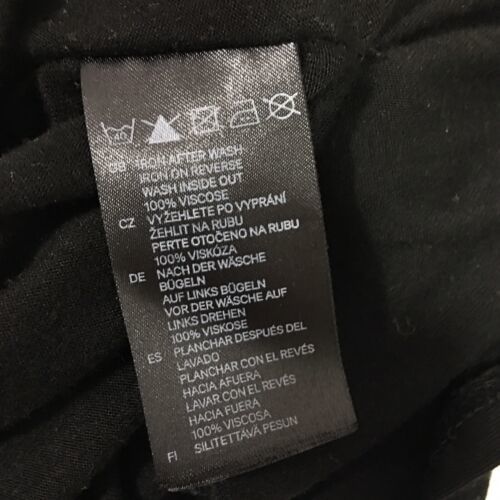 GB IRON AFTER WASH
IRON ON REVERSE
WASH INSIDE OUT
100% VISCOSE
CZ VYŽEHLETE PO VYPRÁNÍ
ŽEHLIT NA RUBU
PERTE OTOČENO NA RUBU
100% VISKÓZA
DE NACH DER WÄSCHE
BÜGELN
AUF LINKS BÜGELN
VOR DER WÄSCHE AUF
LINKS DREHEN
100% VISKOSE
ES PLANCHAR DESPUÉS DEL
LAVADO
PLANCHAR CON EL REVÉS
HACIA AFUERA
LAVAR CON EL REVÉS
HACIA FUERA
100% VISCOSA
FI SILITETTÄVÄ PESUN